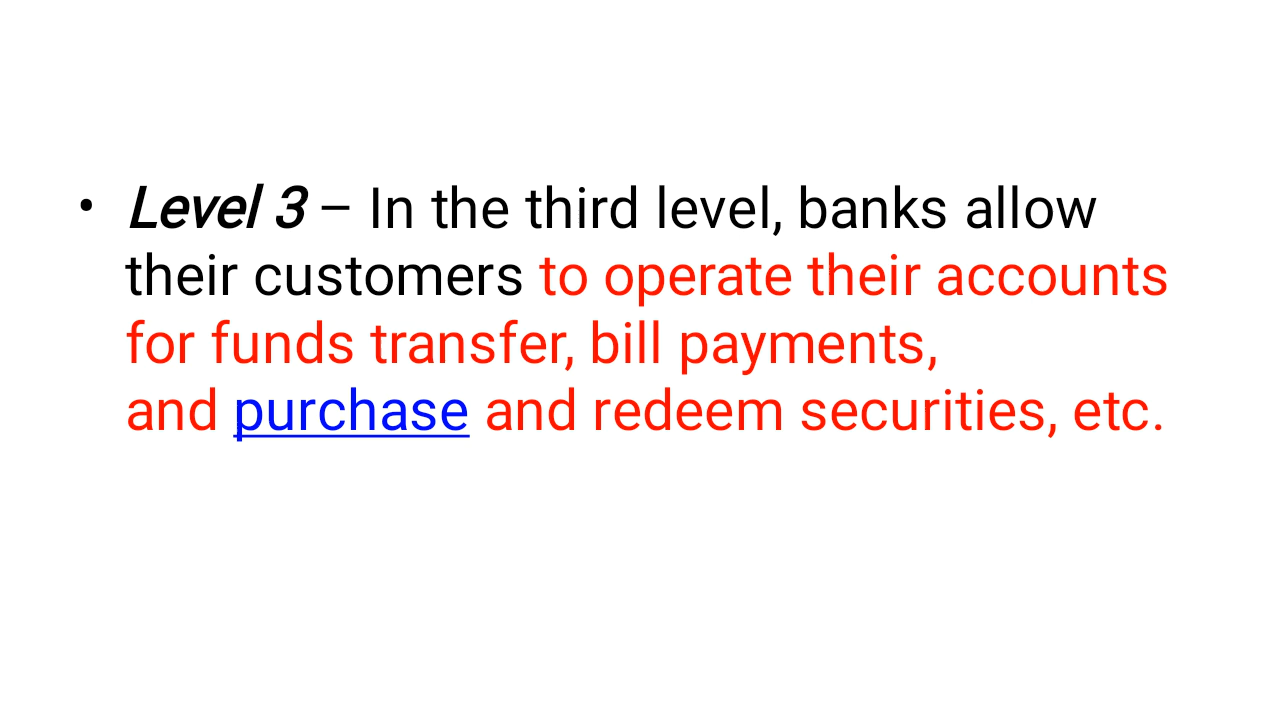 • Level 3 – In the third level, banks allow
their customers to operate their accounts
for funds transfer, bill payments,
and purchase and redeem securities, etc.